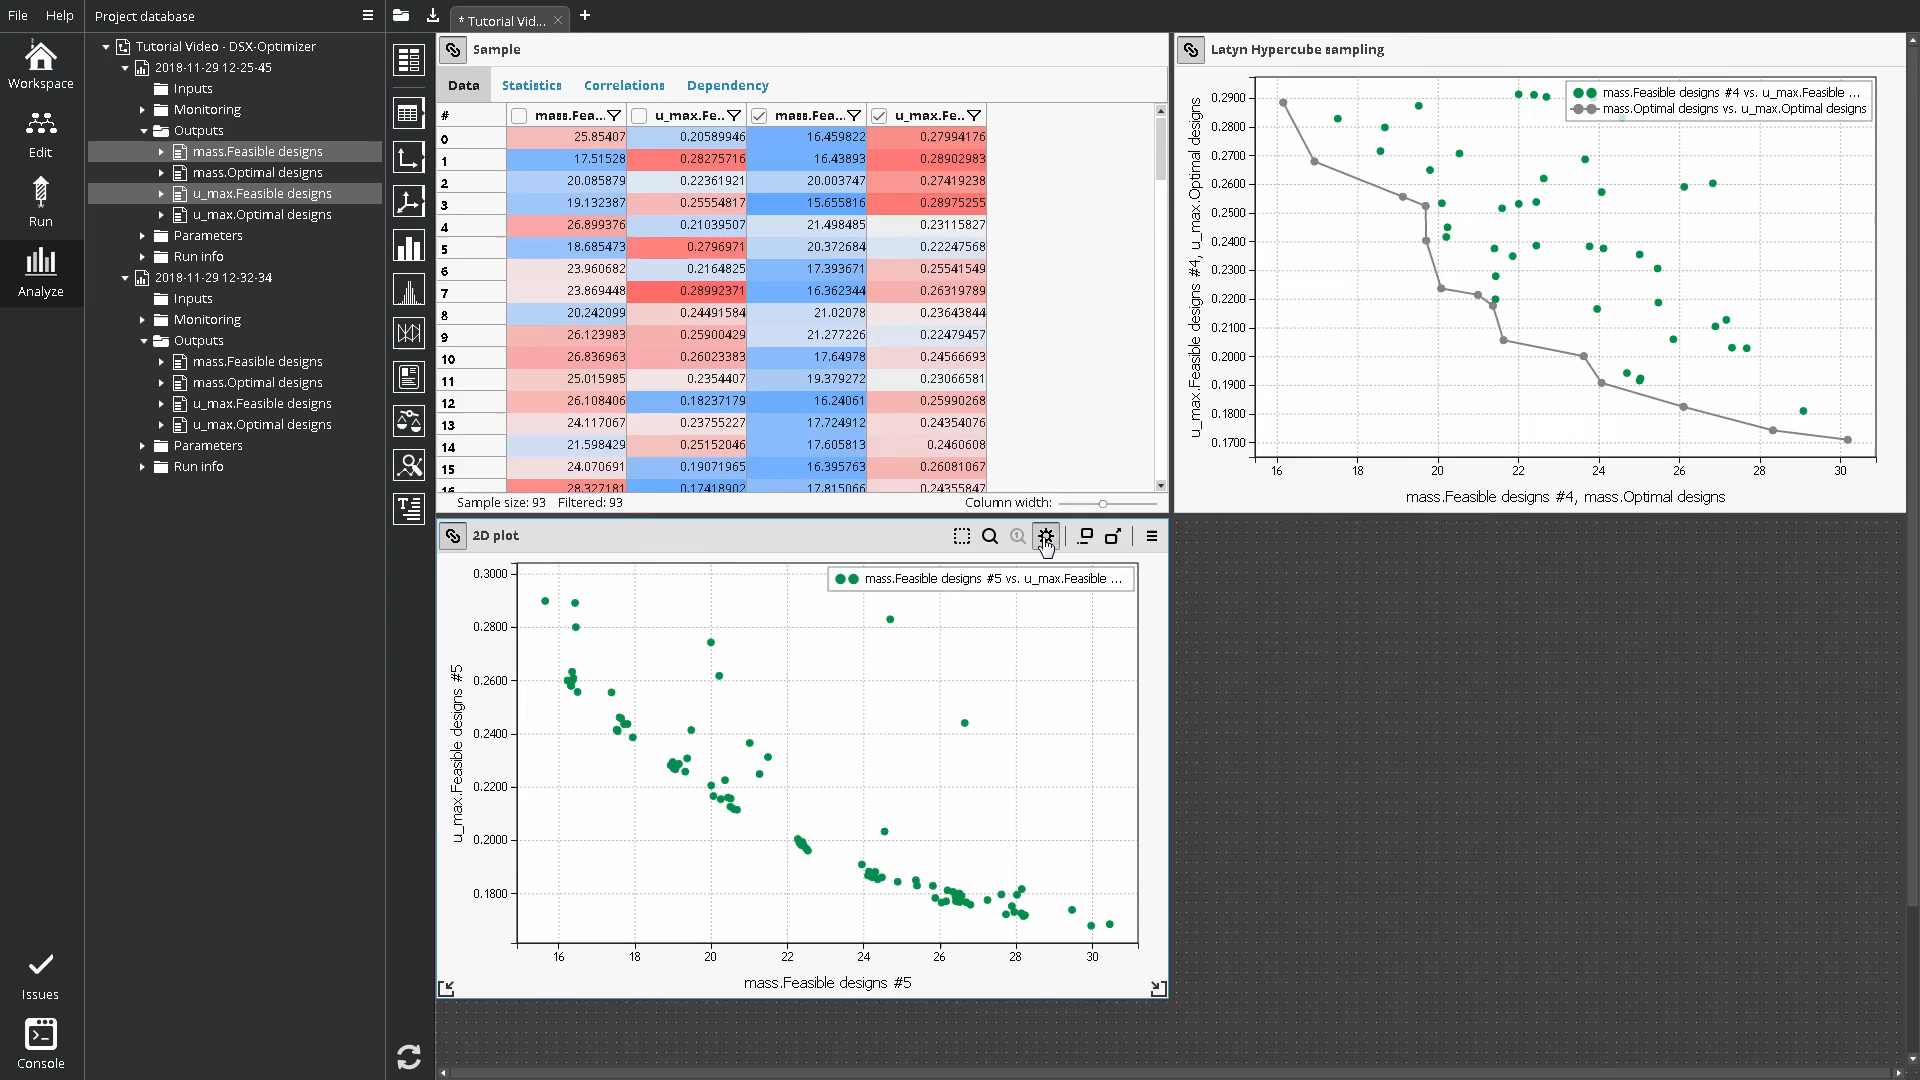 File Help
Project database
* Tutorial Vid...
Workspace
Edit
Run
Analyze
Issues
Console
Tutorial Video - DSX-Optimizer
2018-11-29 12-25-45
Inputs
Monitoring
Outputs
mass.Feasible designs
mass.Optimal designs
u_max.Feasible designs
u_max.Optimal designs
Parameters
Run info
2018-11-29 12-32-34
Inputs
Monitoring
Outputs
mass.Feasible designs
mass.Optimal designs
u_max.Feasible designs
u_max.Optimal designs
Parameters
Run info
Sample
Data Statistics Correlations Dependency
# mass.Fea... u_max.Fe.. mass.Fea... u_max.Fe..
0 25.85407 0.20589946 16.459822 0.27994176
1 17.51528 0.28275716 16.43893 0.28902983
2 20.085879 0.22361921 20.003747 0.27419238
3 19.132387 0.25554817 15.655816 0.28975255
4 26.899376 0.21039507 21.498485 0.23115827
5 18.685473 0.2796971 20.372684 0.22247568
6 23.960682 0.2164825 17.393671 0.25541549
7 23.869448 0.28992371 16.362344 0.26319789
8 20.242099 0.24491584 21.02078 0.23643844
9 26.123983 0.25900429 21.277226 0.22479457
10 26.836963 0.26023383 17.64978 0.24566693
11 25.015985 0.2354407 19.379272 0.23066581
12 26.108406 0.18237179 16.24061 0.25990268
13 24.117067 0.23755227 17.724912 0.24354076
14 21.598429 0.25152046 17.605813 0.2460608
15 24.070691 0.19071965 16.395763 0.26081067
16 28.327181 0.17418902 17.815066 0.24355847
Sample size: 93 Filtered: 93 Column width:
Latyn Hypercube sampling
mass.Feasible designs #4 vs. u_max.Feasible ...
mass.Optimal designs vs. u_max.Optimal designs
u_max.Feasible designs #4, u_max.Optimal designs
0.2900
0.2800
0.2700
0.2600
0.2500
0.2400
0.2300
0.2200
0.2100
0.2000
0.1900
0.1800
0.1700
16 18 20 22 24 26 28 30
mass.Feasible designs #4, mass.Optimal designs
2D plot
mass.Feasible designs #5 vs. u_max.Feasible ...
u_max.Feasible designs #5
0.3000
0.2800
0.2600
0.2400
0.2200
0.2000
0.1800
16 18 20 22 24 26 28 30
mass.Feasible designs #5